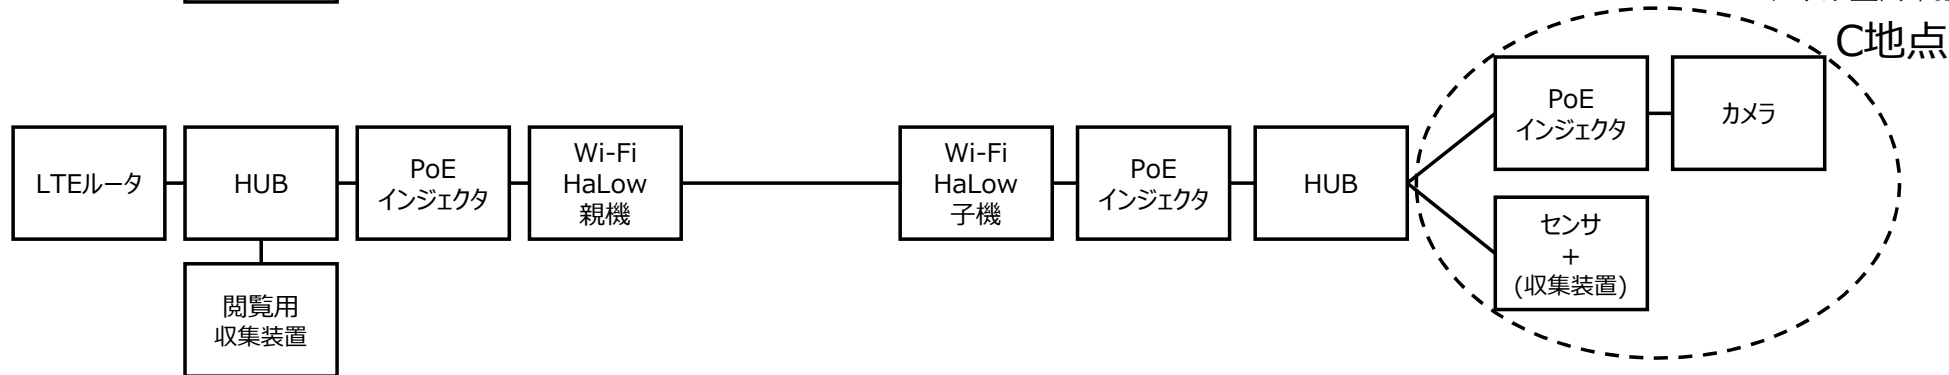 C地点
LTEルータ
HUB
PoE
インジェクタ
Wi-Fi
HaLow
親機
Wi-Fi
HaLow
子機
PoE
インジェクタ
HUB
PoE
インジェクタ
カメラ
センサ
+
(収集装置)
閲覧用
収集装置